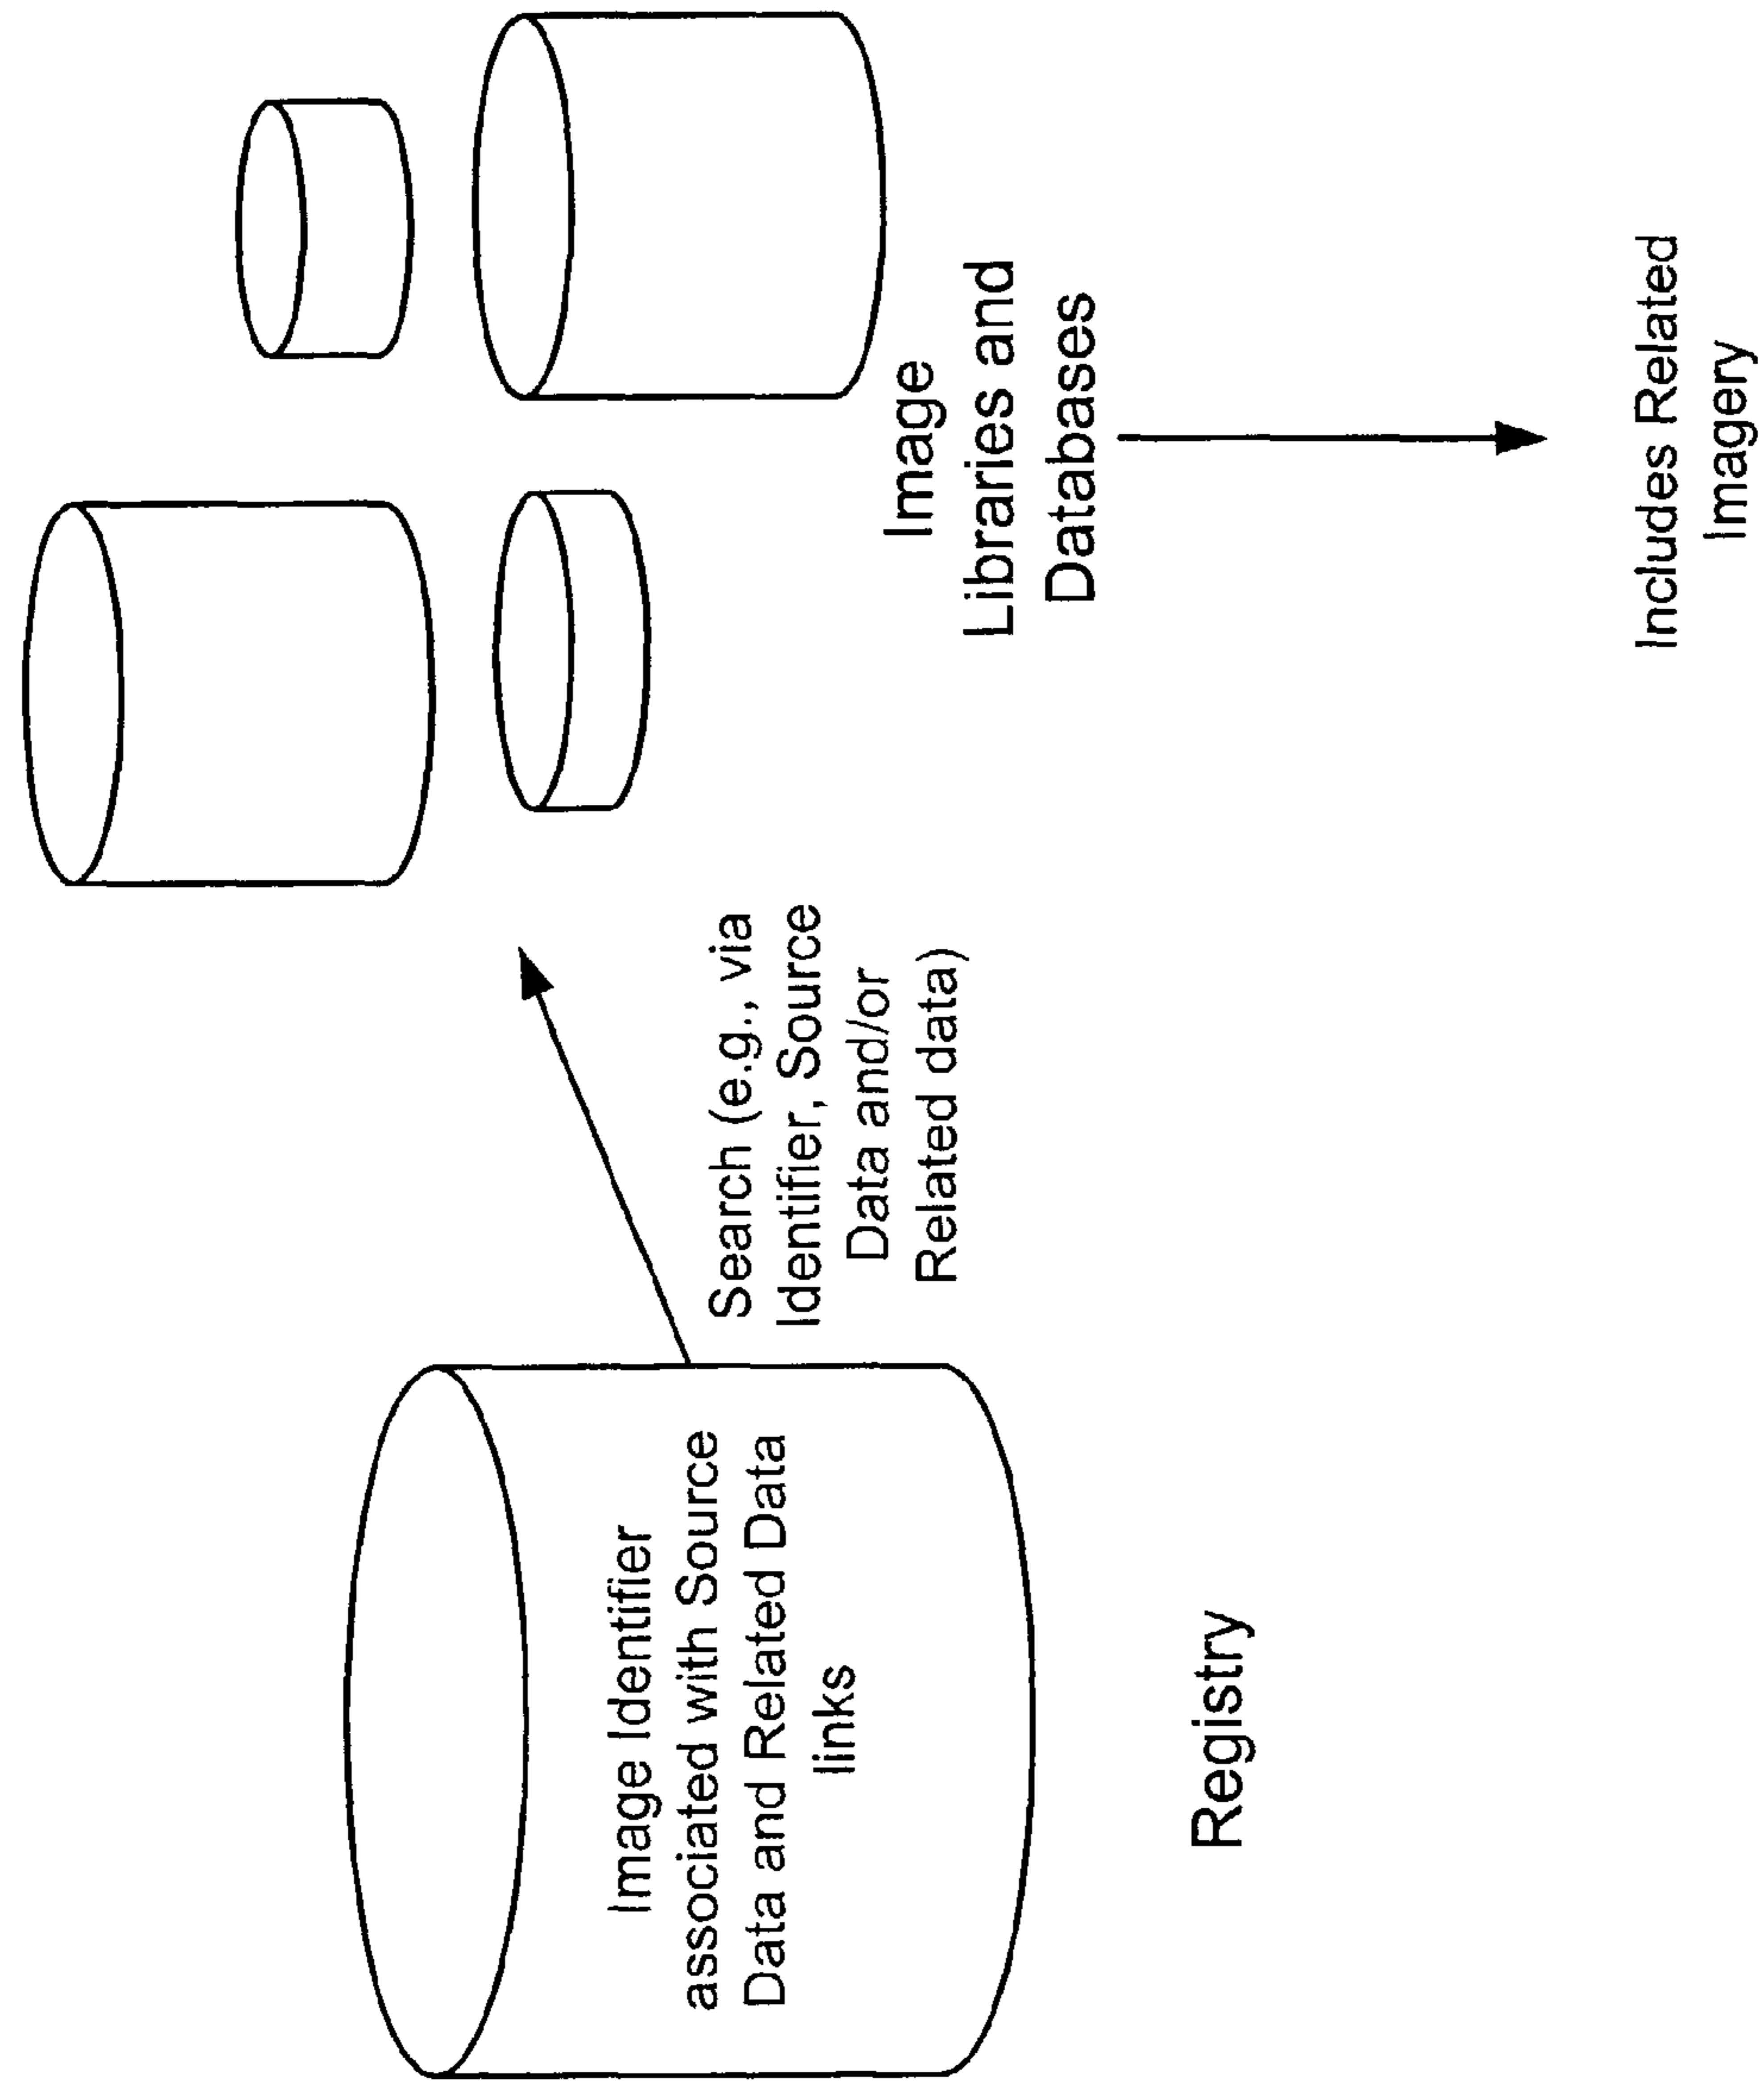 Image Identifier
associated with Source
Data and Related Data
links
Registry
Search (e.g., via
Identifier, Source
Data and/or
Related data)
Image
Libraries and
Databases
Includes Related
Imagery